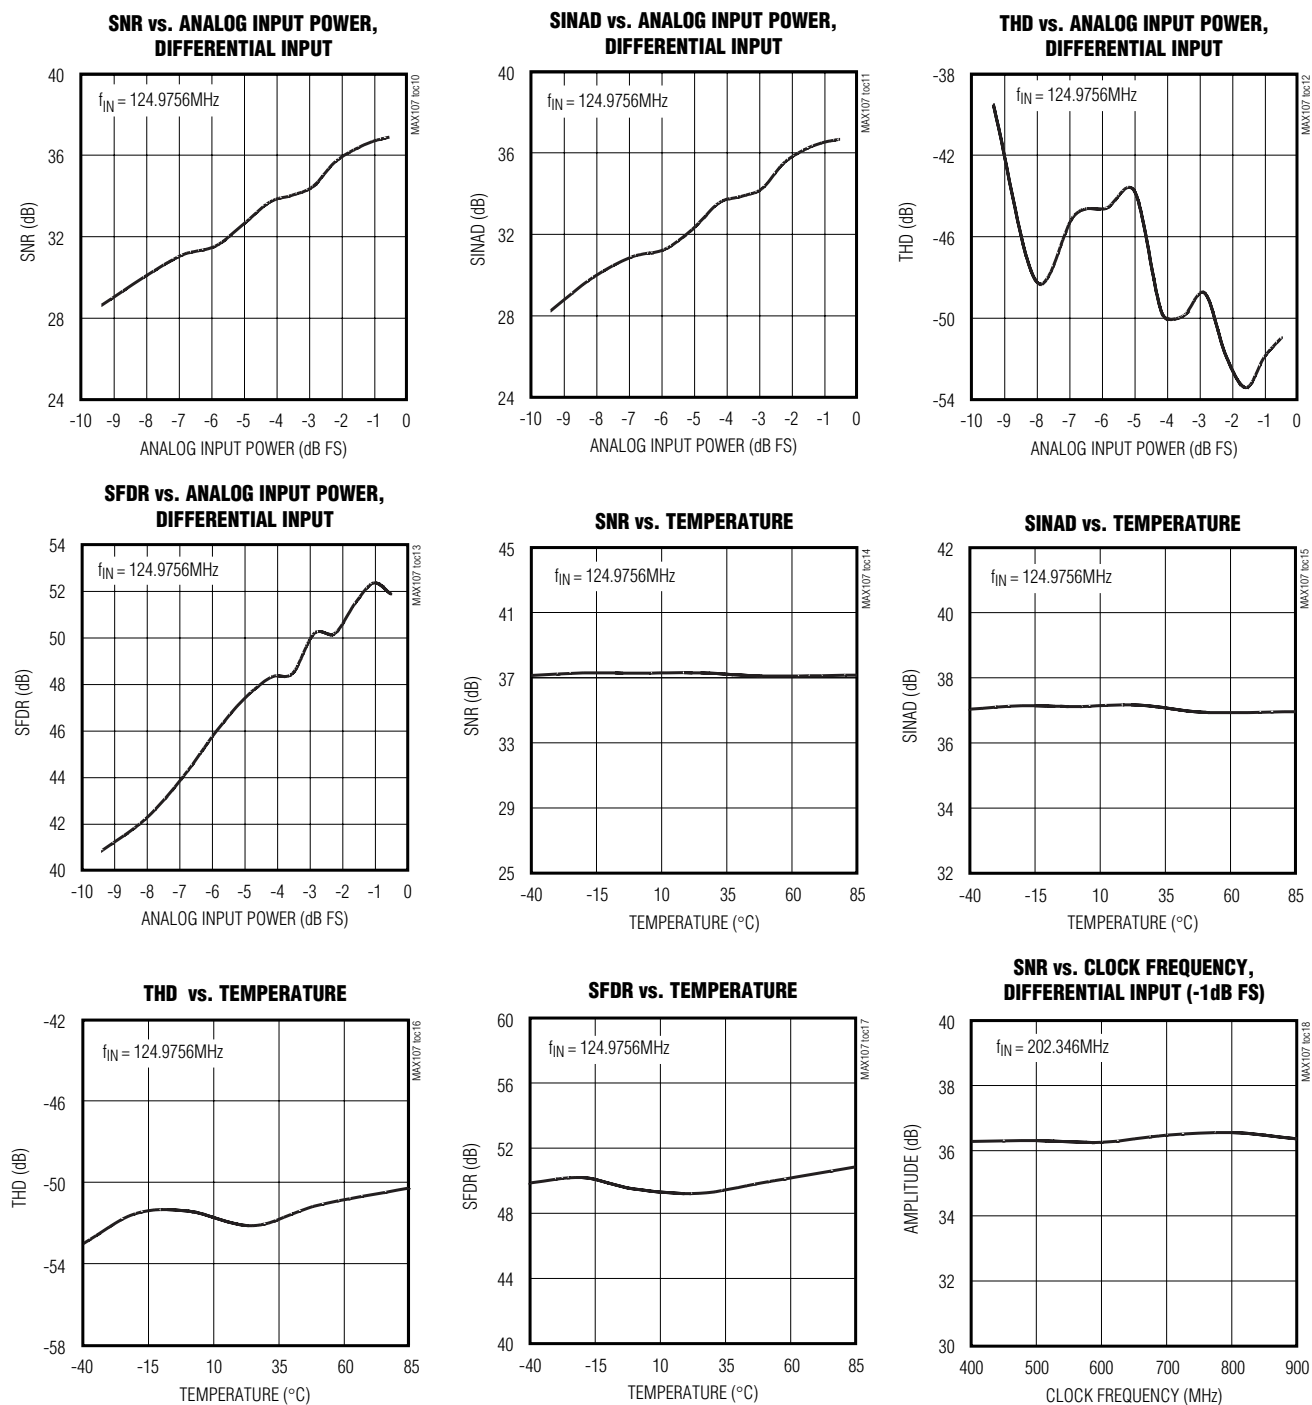 SNR vs. ANALOG INPUT POWER,
DIFFERENTIAL INPUT
MAX107 toc10
fIN = 124.9756MHz
SNR (dB)
40
36
32
28
24
-10 -9 -8 -7 -6 -5 -4 -3 -2 -1 0
ANALOG INPUT POWER (dB FS)
SINAD vs. ANALOG INPUT POWER,
DIFFERENTIAL INPUT
MAX107 toc11
fIN = 124.9756MHz
SINAD (dB)
40
36
32
28
24
-10 -9 -8 -7 -6 -5 -4 -3 -2 -1 0
ANALOG INPUT POWER (dB FS)
THD vs. ANALOG INPUT POWER,
DIFFERENTIAL INPUT
MAX107 toc12
fIN = 124.9756MHz
THD (dB)
-38
-42
-46
-50
-54
-10 -9 -8 -7 -6 -5 -4 -3 -2 -1 0
ANALOG INPUT POWER (dB FS)
SFDR vs. ANALOG INPUT POWER,
DIFFERENTIAL INPUT
MAX107 toc13
fIN = 124.9756MHz
SFDR (dB)
54
52
50
48
46
44
42
40
-10 -9 -8 -7 -6 -5 -4 -3 -2 -1 0
ANALOG INPUT POWER (dB FS)
SNR vs. TEMPERATURE
MAX107 toc14
fIN = 124.9756MHz
SNR (dB)
45
41
37
33
29
25
-40 -15 10 35 60 85
TEMPERATURE (°C)
SINAD vs. TEMPERATURE
MAX107 toc15
fIN = 124.9756MHz
SINAD (dB)
42
40
38
36
34
32
-40 -15 10 35 60 85
TEMPERATURE (°C)
THD vs. TEMPERATURE
MAX107 toc16
fIN = 124.9756MHz
THD (dB)
-42
-46
-50
-54
-58
-40 -15 10 35 60 85
TEMPERATURE (°C)
SFDR vs. TEMPERATURE
MAX107 toc17
fIN = 124.9756MHz
SFDR (dB)
60
56
52
48
44
40
-40 -15 10 35 60 85
TEMPERATURE (°C)
SNR vs. CLOCK FREQUENCY,
DIFFERENTIAL INPUT (-1dB FS)
MAX107 toc18
fIN = 202.346MHz
AMPLITUDE (dB)
40
38
36
34
32
30
400 500 600 700 800 900
CLOCK FREQUENCY (MHz)